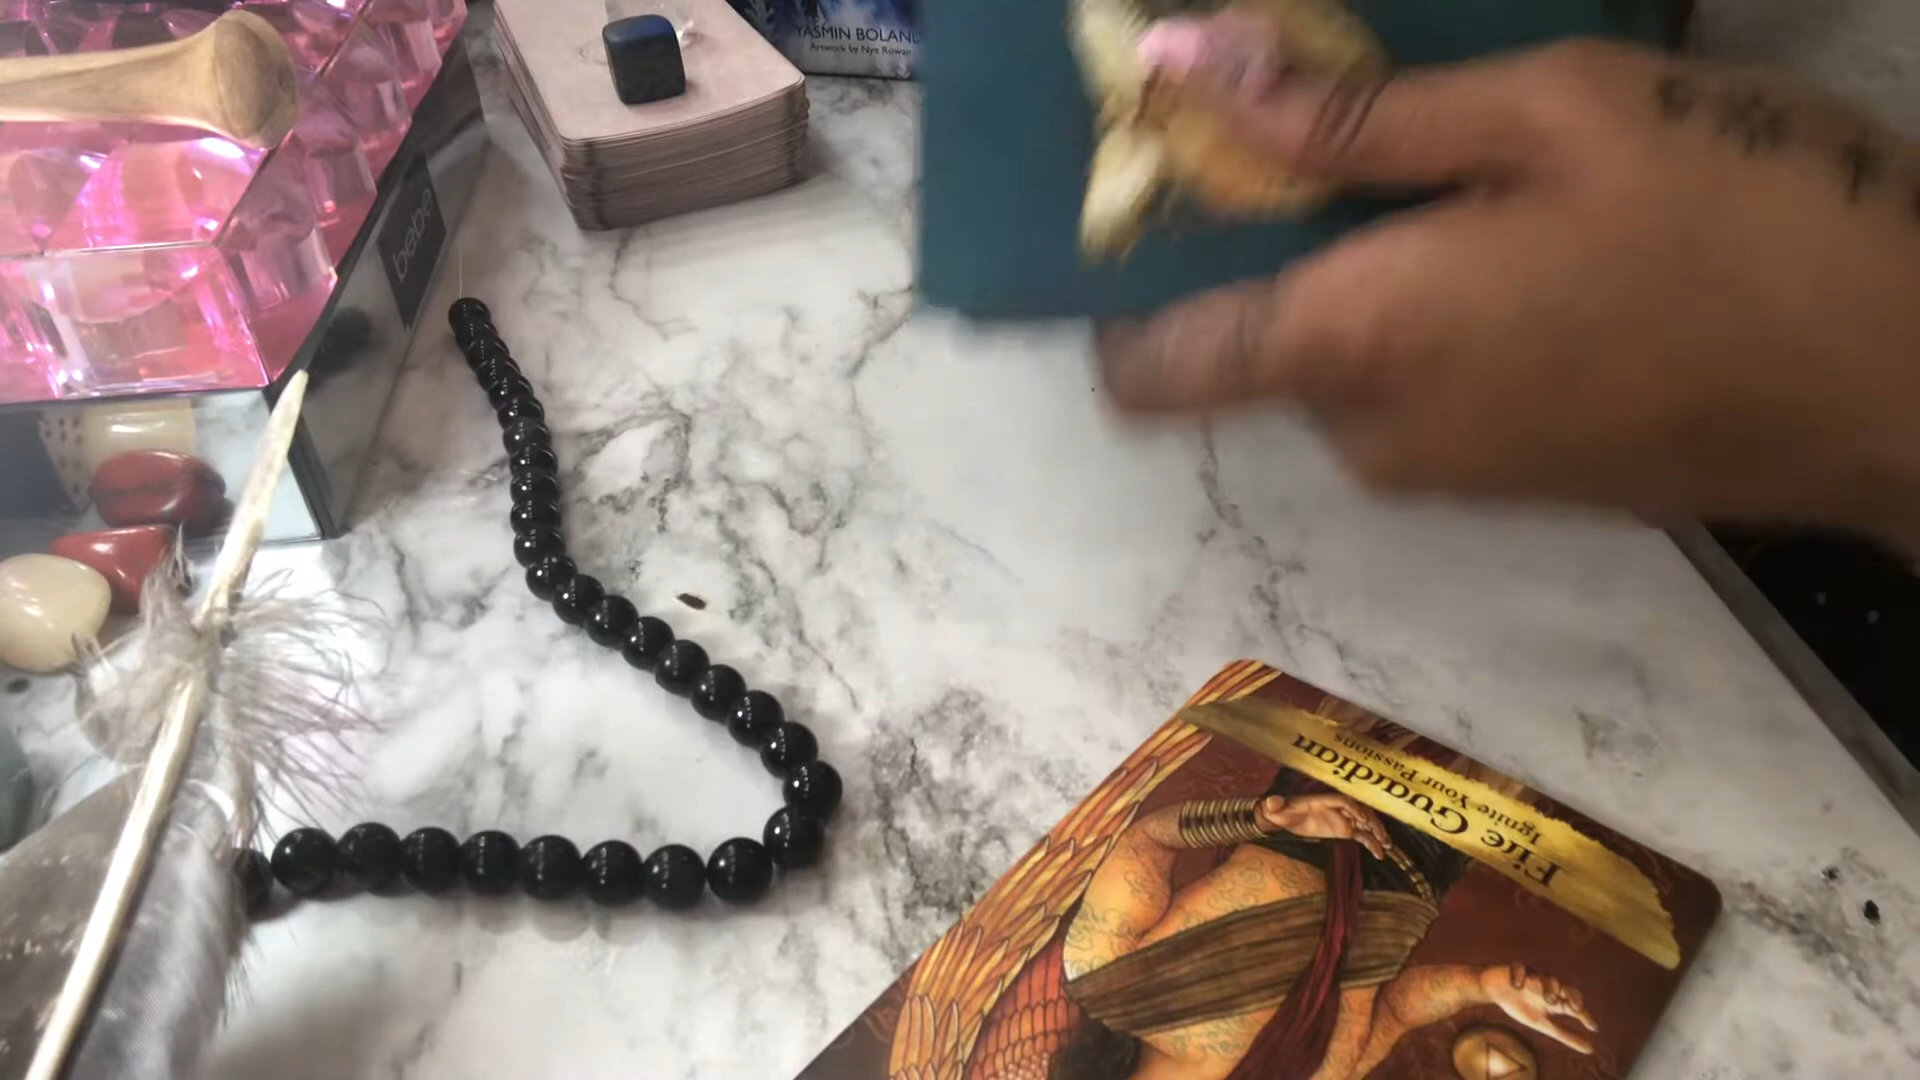 YASMIN BOLAND
Artwork by Nyx Rowan
bebe
Fire Guardian
Ignite Your Passions